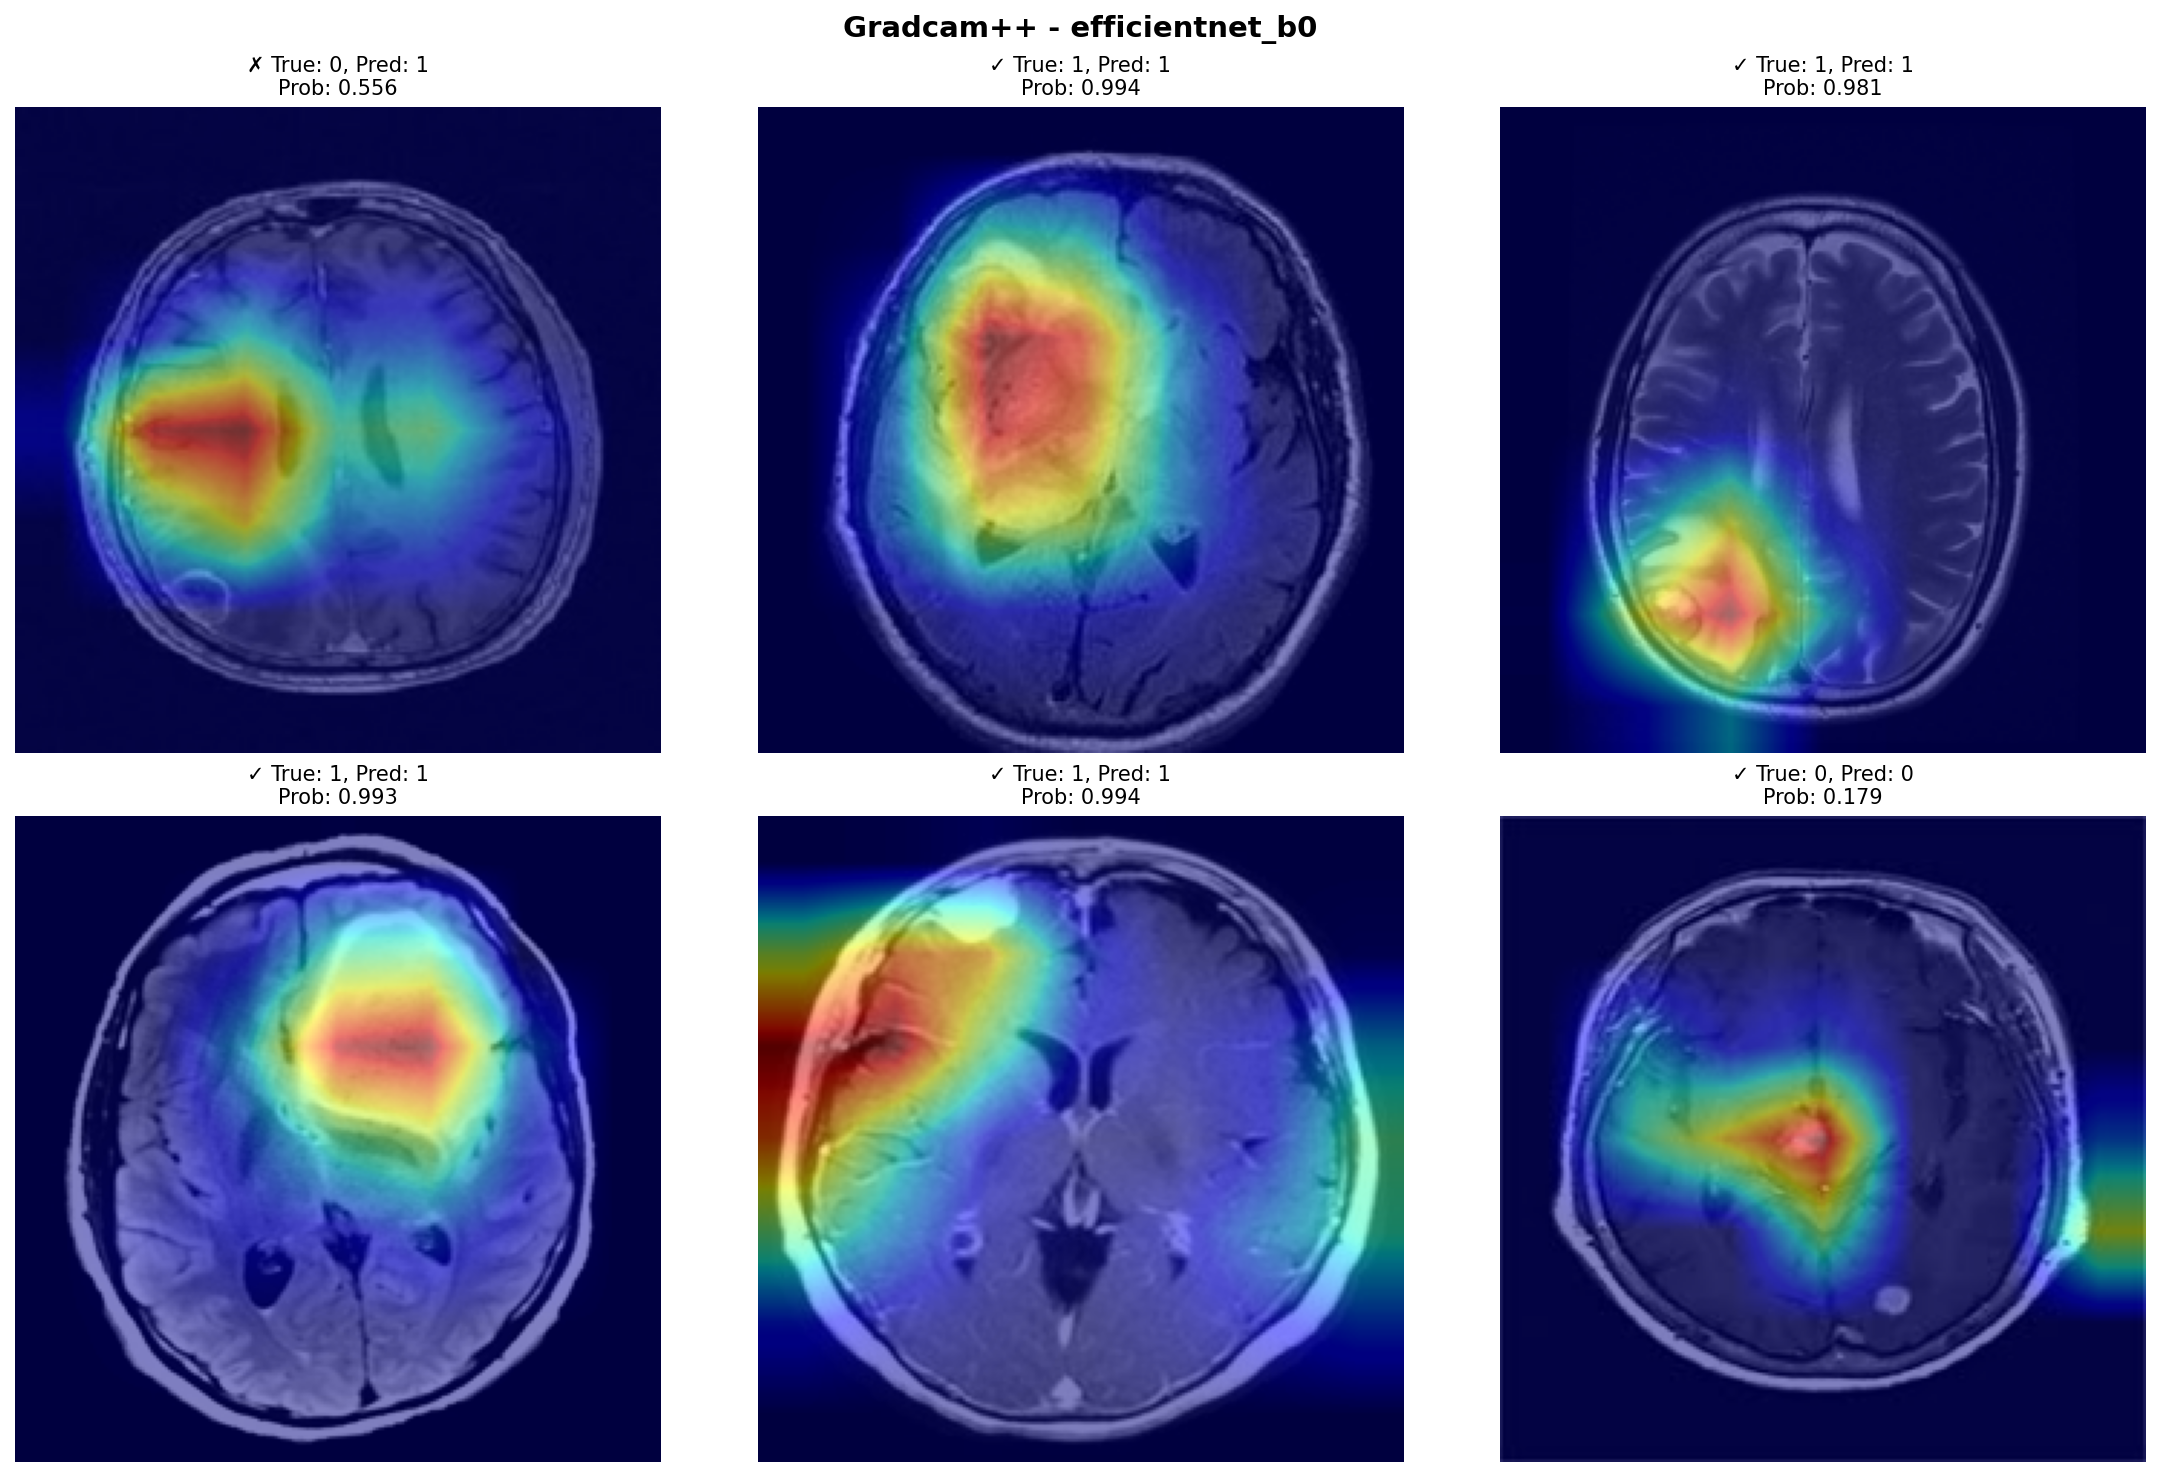 Gradcam++ - efficientnet_b0
✗ True: 0, Pred: 1
Prob: 0.556
✓ True: 1, Pred: 1
Prob: 0.994
✓ True: 1, Pred: 1
Prob: 0.981
✓ True: 1, Pred: 1
Prob: 0.993
✓ True: 1, Pred: 1
Prob: 0.994
✓ True: 0, Pred: 0
Prob: 0.179